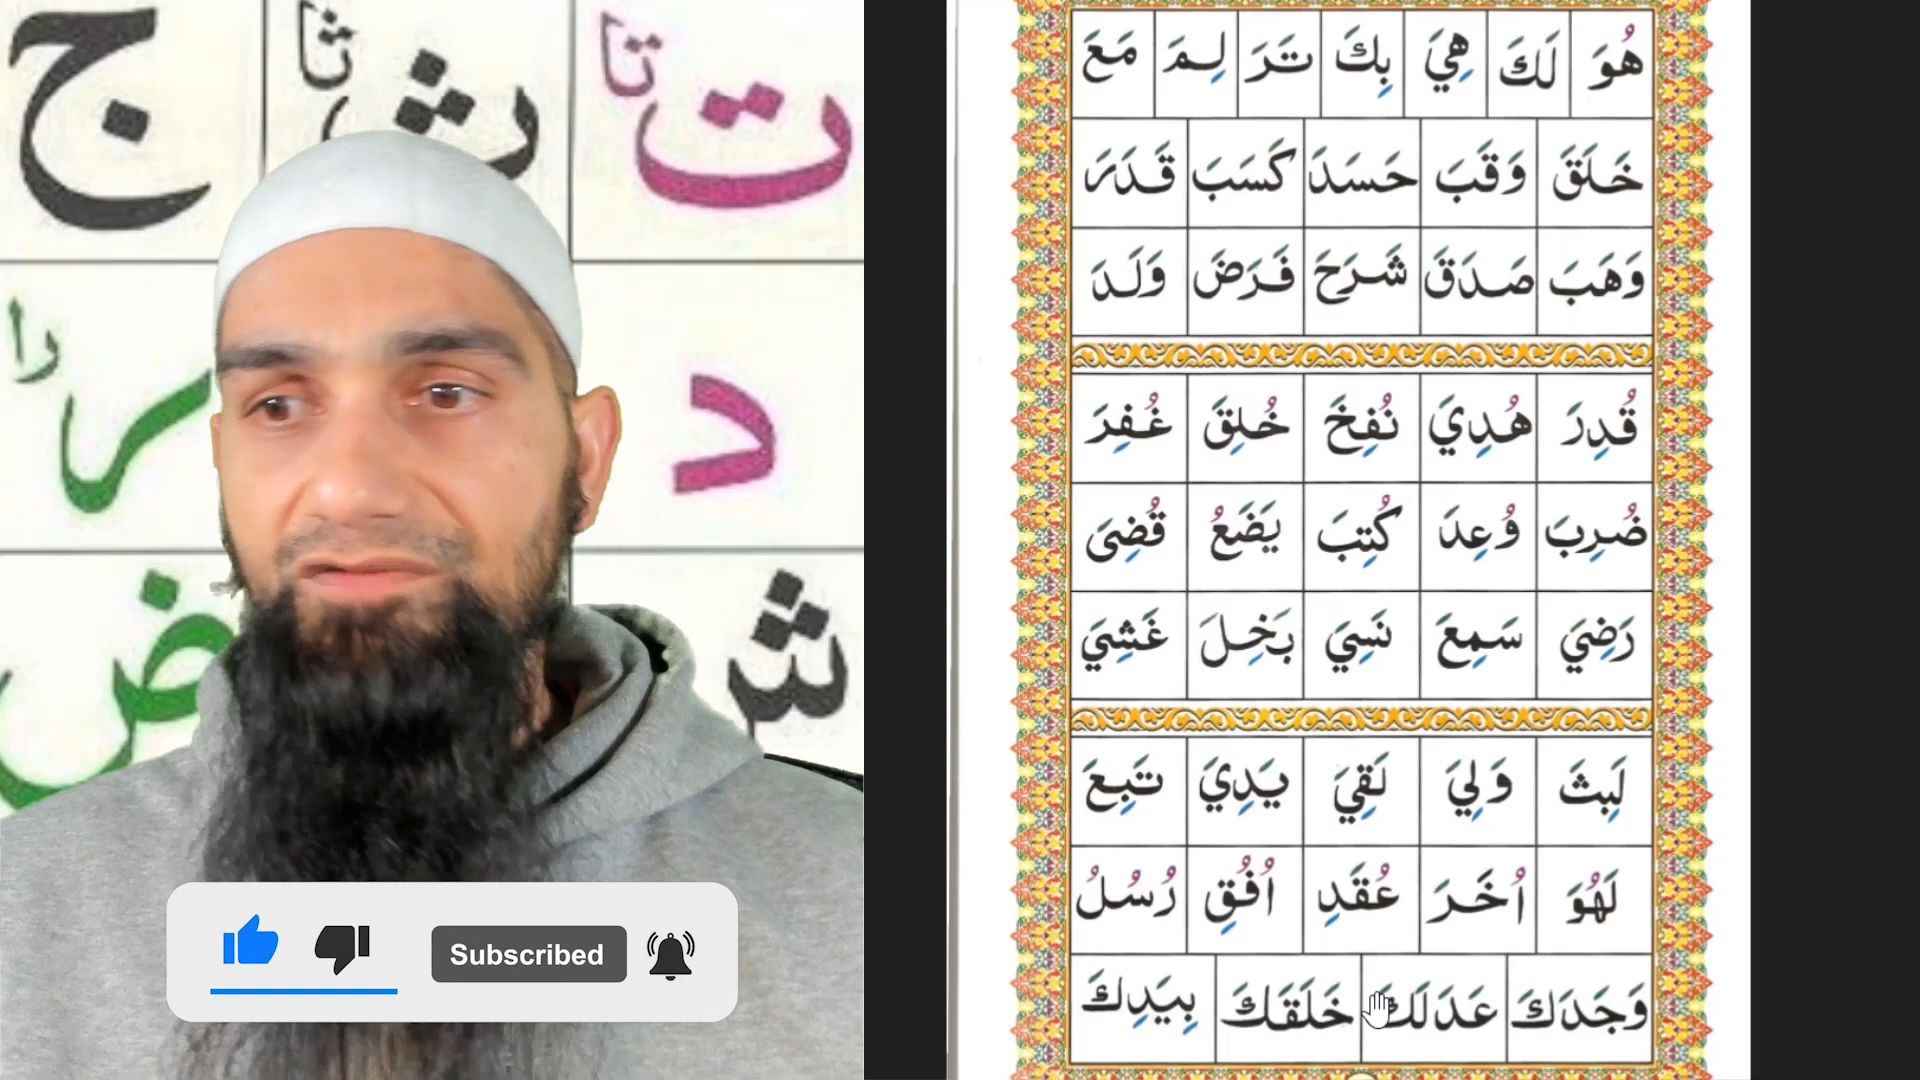 ج ثا ث تا ت
را ر د
ض ش
Subscribed
هُوَ لَكَ هِيَ بِكَ تَرَ لِمَ مَعَ
خَلَقَ وَقَبَ حَسَدَ كَسَبَ قَدَرَ
وَهَبَ صَدَقَ شَرَحَ فَرَضَ وَلَدَ
قُدِرَ هُدِيَ نُفِخَ خُلِقَ غُفِرَ
ضُرِبَ وُعِدَ كُتِبَ يَضَعُ قُضِىَ
رَضِيَ سَمِعَ نَسِيَ بَخِلَ غَشِيَ
لَبِثَ وَلِيَ لَقِيَ يَدِيَ تَبِعَ
لَهُوَ اُخَرَ عُقَدِ اُفُقِ رُسُلُ
وَجَدَكَ عَدَلَكَ خَلَقَكَ بِيَدِكَ